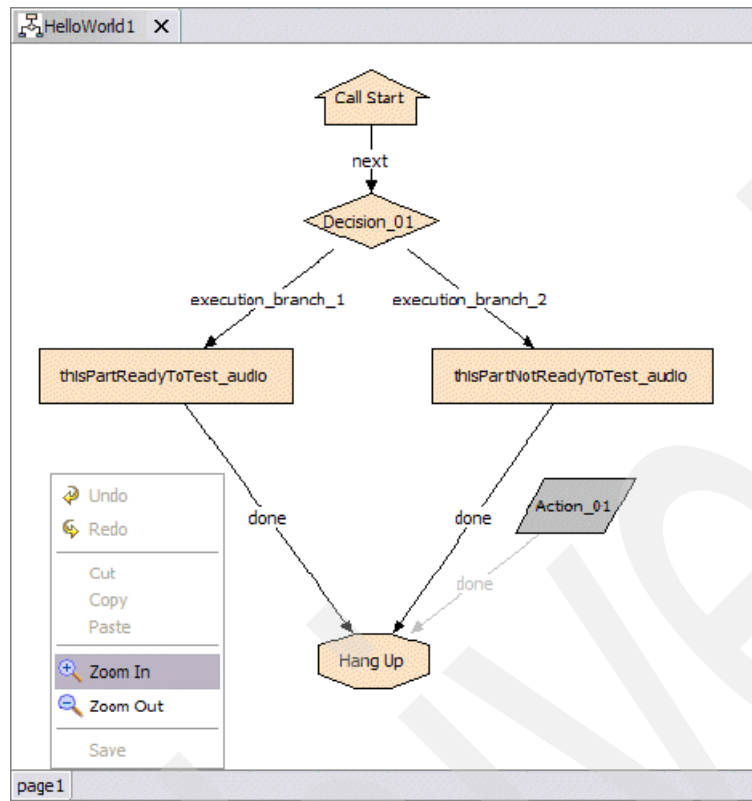 HelloWorld1
Call Start
next
Decision_01
execution_branch_1
execution_branch_2
thisPartReadyToTest_audio
thisPartNotReadyToTest_audio
Undo
Redo
Cut
Copy
Paste
Zoom In
Zoom Out
Save
done
done
Action_01
done
Hang Up
page1